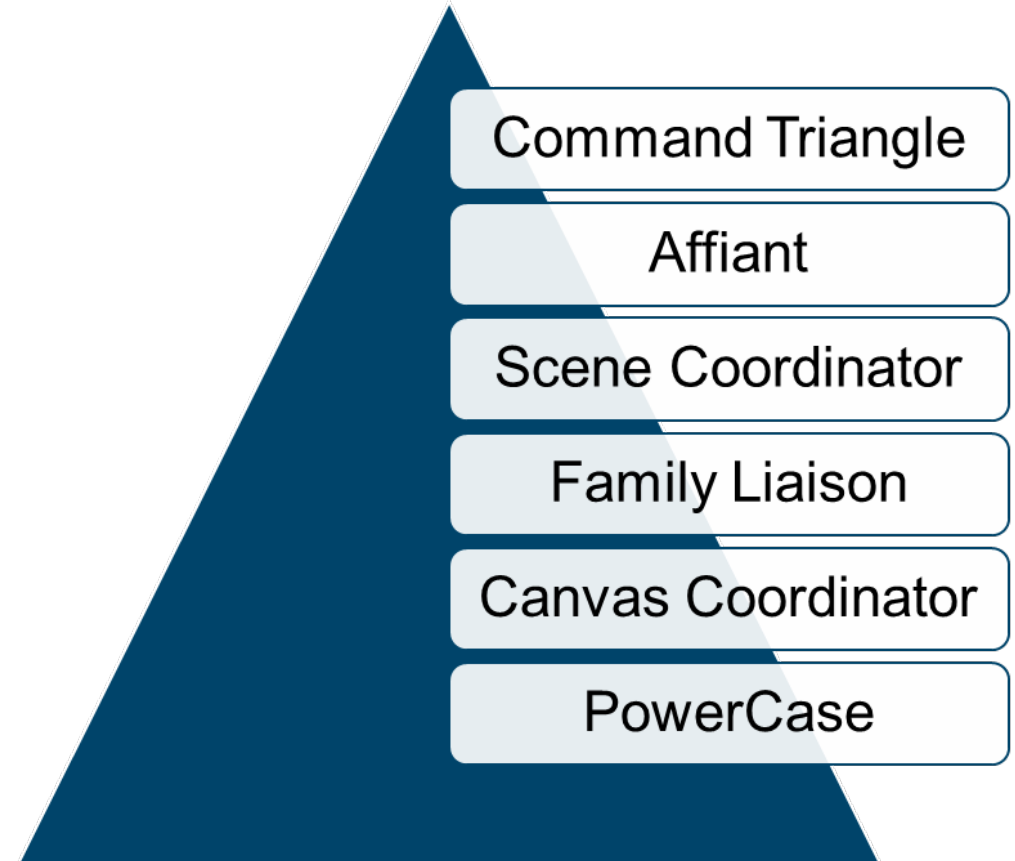 Command Triangle
Affiant
Scene Coordinator
Family Liaison
Canvas Coordinator
PowerCase